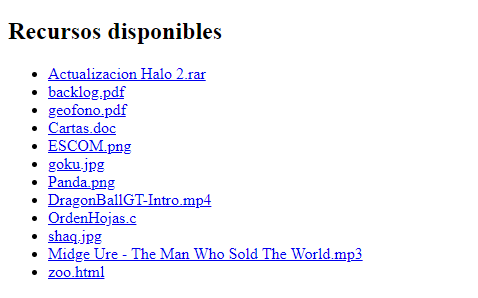 Recursos disponibles
Actualizacion Halo 2.rar
backlog.pdf
geofono.pdf
Cartas.doc
ESCOM.png
goku.jpg
Panda.png
DragonBallGT-Intro.mp4
OrdenHojas.c
shaq.jpg
Midge Ure - The Man Who Sold The World.mp3
zoo.html